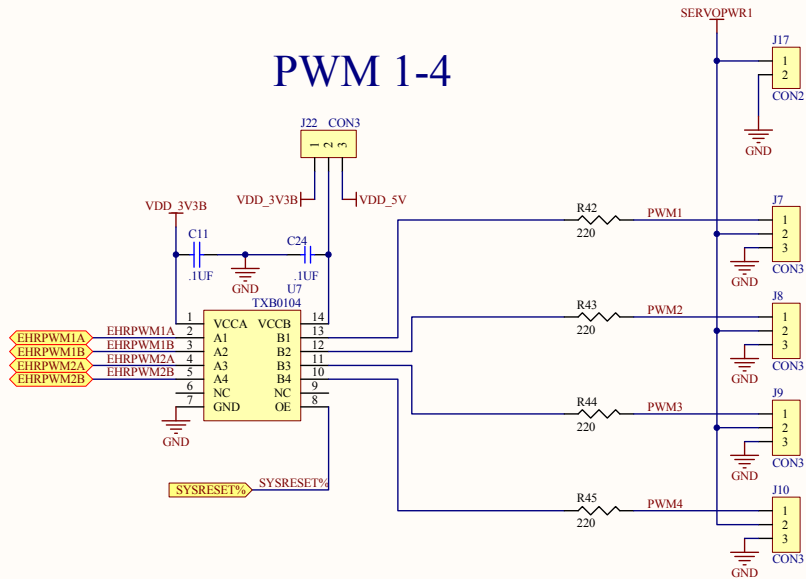 SERVOPWR1
J17
1
2
CON2
GND
PWM 1-4
J22 CON3
1 2 3
VDD_3V3B
VDD_5V
VDD_3V3B
C11
.1UF
GND
C24
.1UF
U7
TXB0104
1 VCCA VCCB 14
EHRPWM1A EHRPWM1A 2 A1 B1 13
EHRPWM1B EHRPWM1B 3 A2 B2 12
EHRPWM2A EHRPWM2A 4 A3 B3 11
EHRPWM2B EHRPWM2B 5 A4 B4 10
6 NC NC 9
7 GND OE 8
GND
SYSRESET% SYSRESET%
R42
220
PWM1
J7
1
2
3
CON3
GND
R43
220
PWM2
J8
1
2
3
CON3
GND
R44
220
PWM3
J9
1
2
3
CON3
GND
R45
220
PWM4
J10
1
2
3
CON3
GND